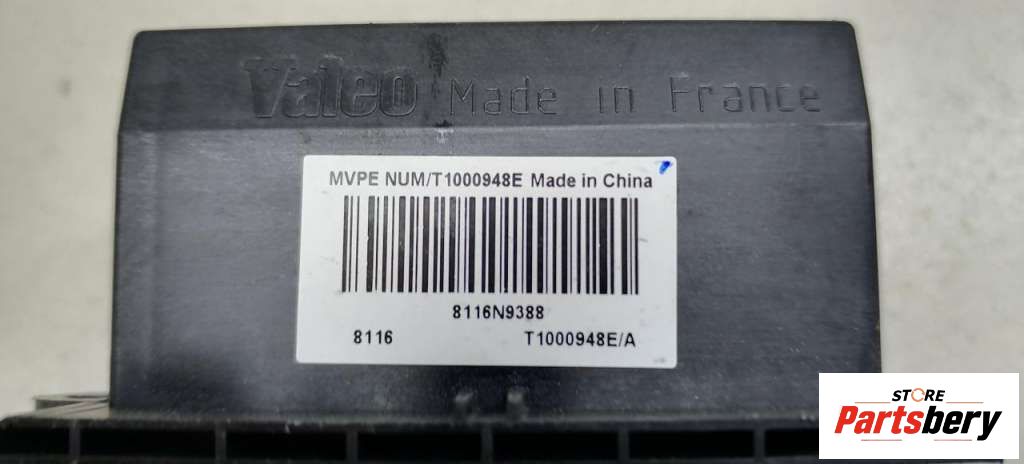 Valeo Made in France
MVPE NUM/T1000948E Made in China
8116N9388
8116 T1000948E/A
STORE
Partsbery